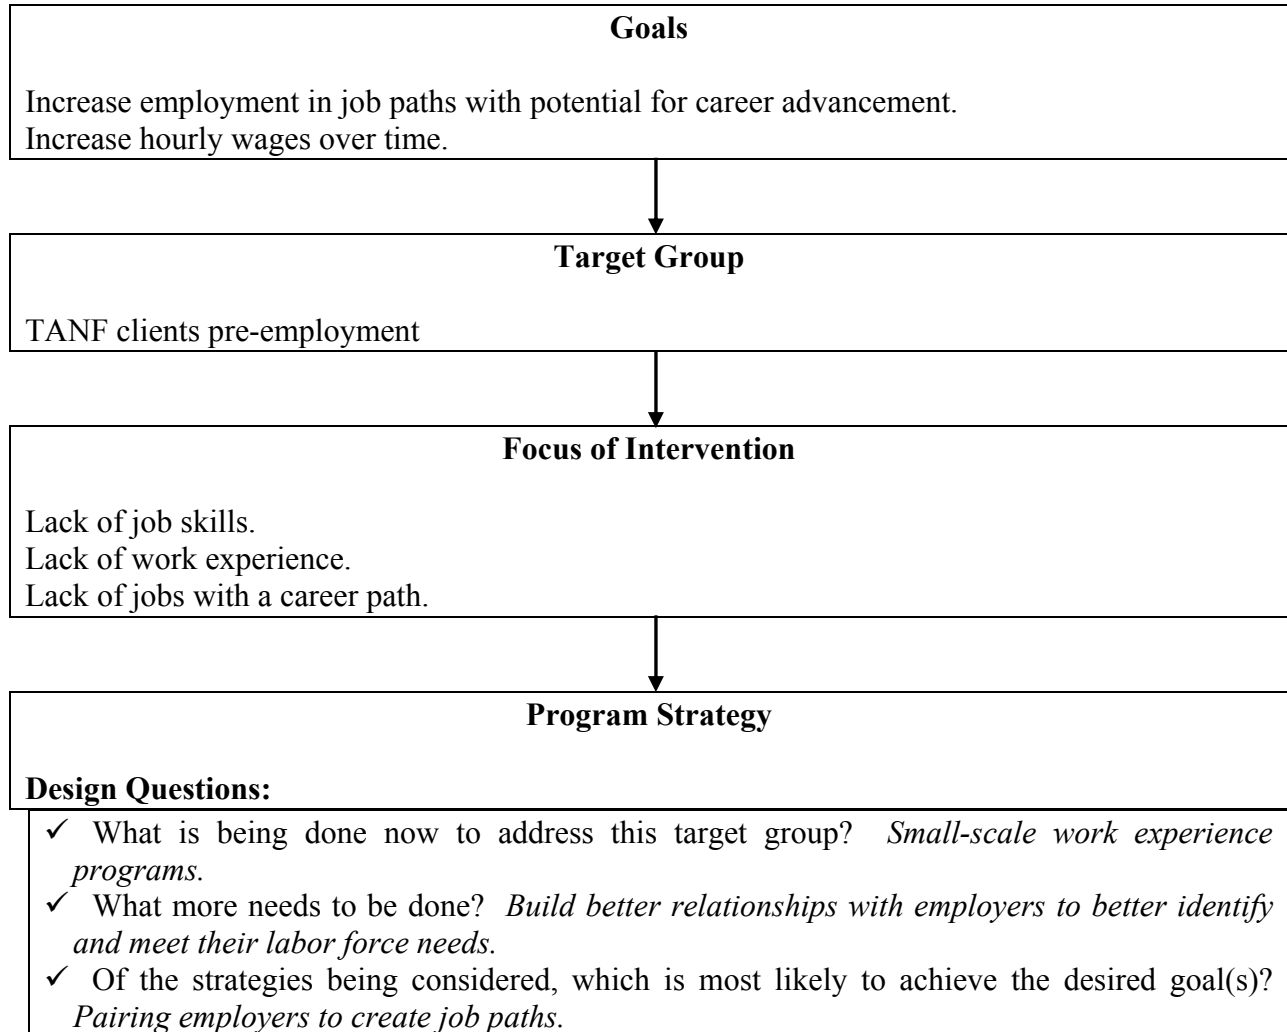 Goals
Increase employment in job paths with potential for career advancement.
Increase hourly wages over time.
Target Group
TANF clients pre-employment
Focus of Intervention
Lack of job skills.
Lack of work experience.
Lack of jobs with a career path.
Program Strategy
Design Questions:
✓ What is being done now to address this target group? Small-scale work experience
programs.
✓ What more needs to be done? Build better relationships with employers to better identify
and meet their labor force needs.
✓ Of the strategies being considered, which is most likely to achieve the desired goal(s)?
Pairing employers to create job paths.